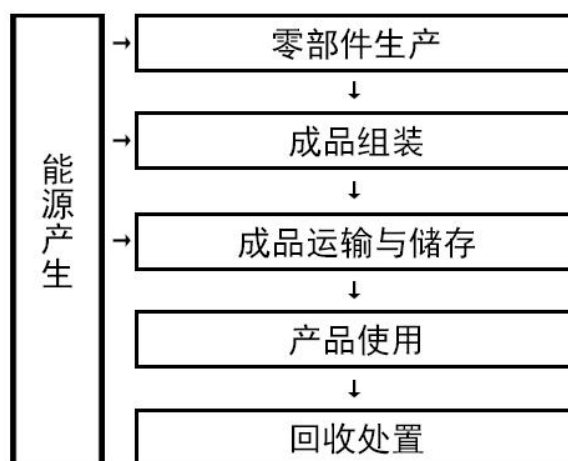 能源产生
零部件生产
成品组装
成品运输与储存
产品使用
回收处置